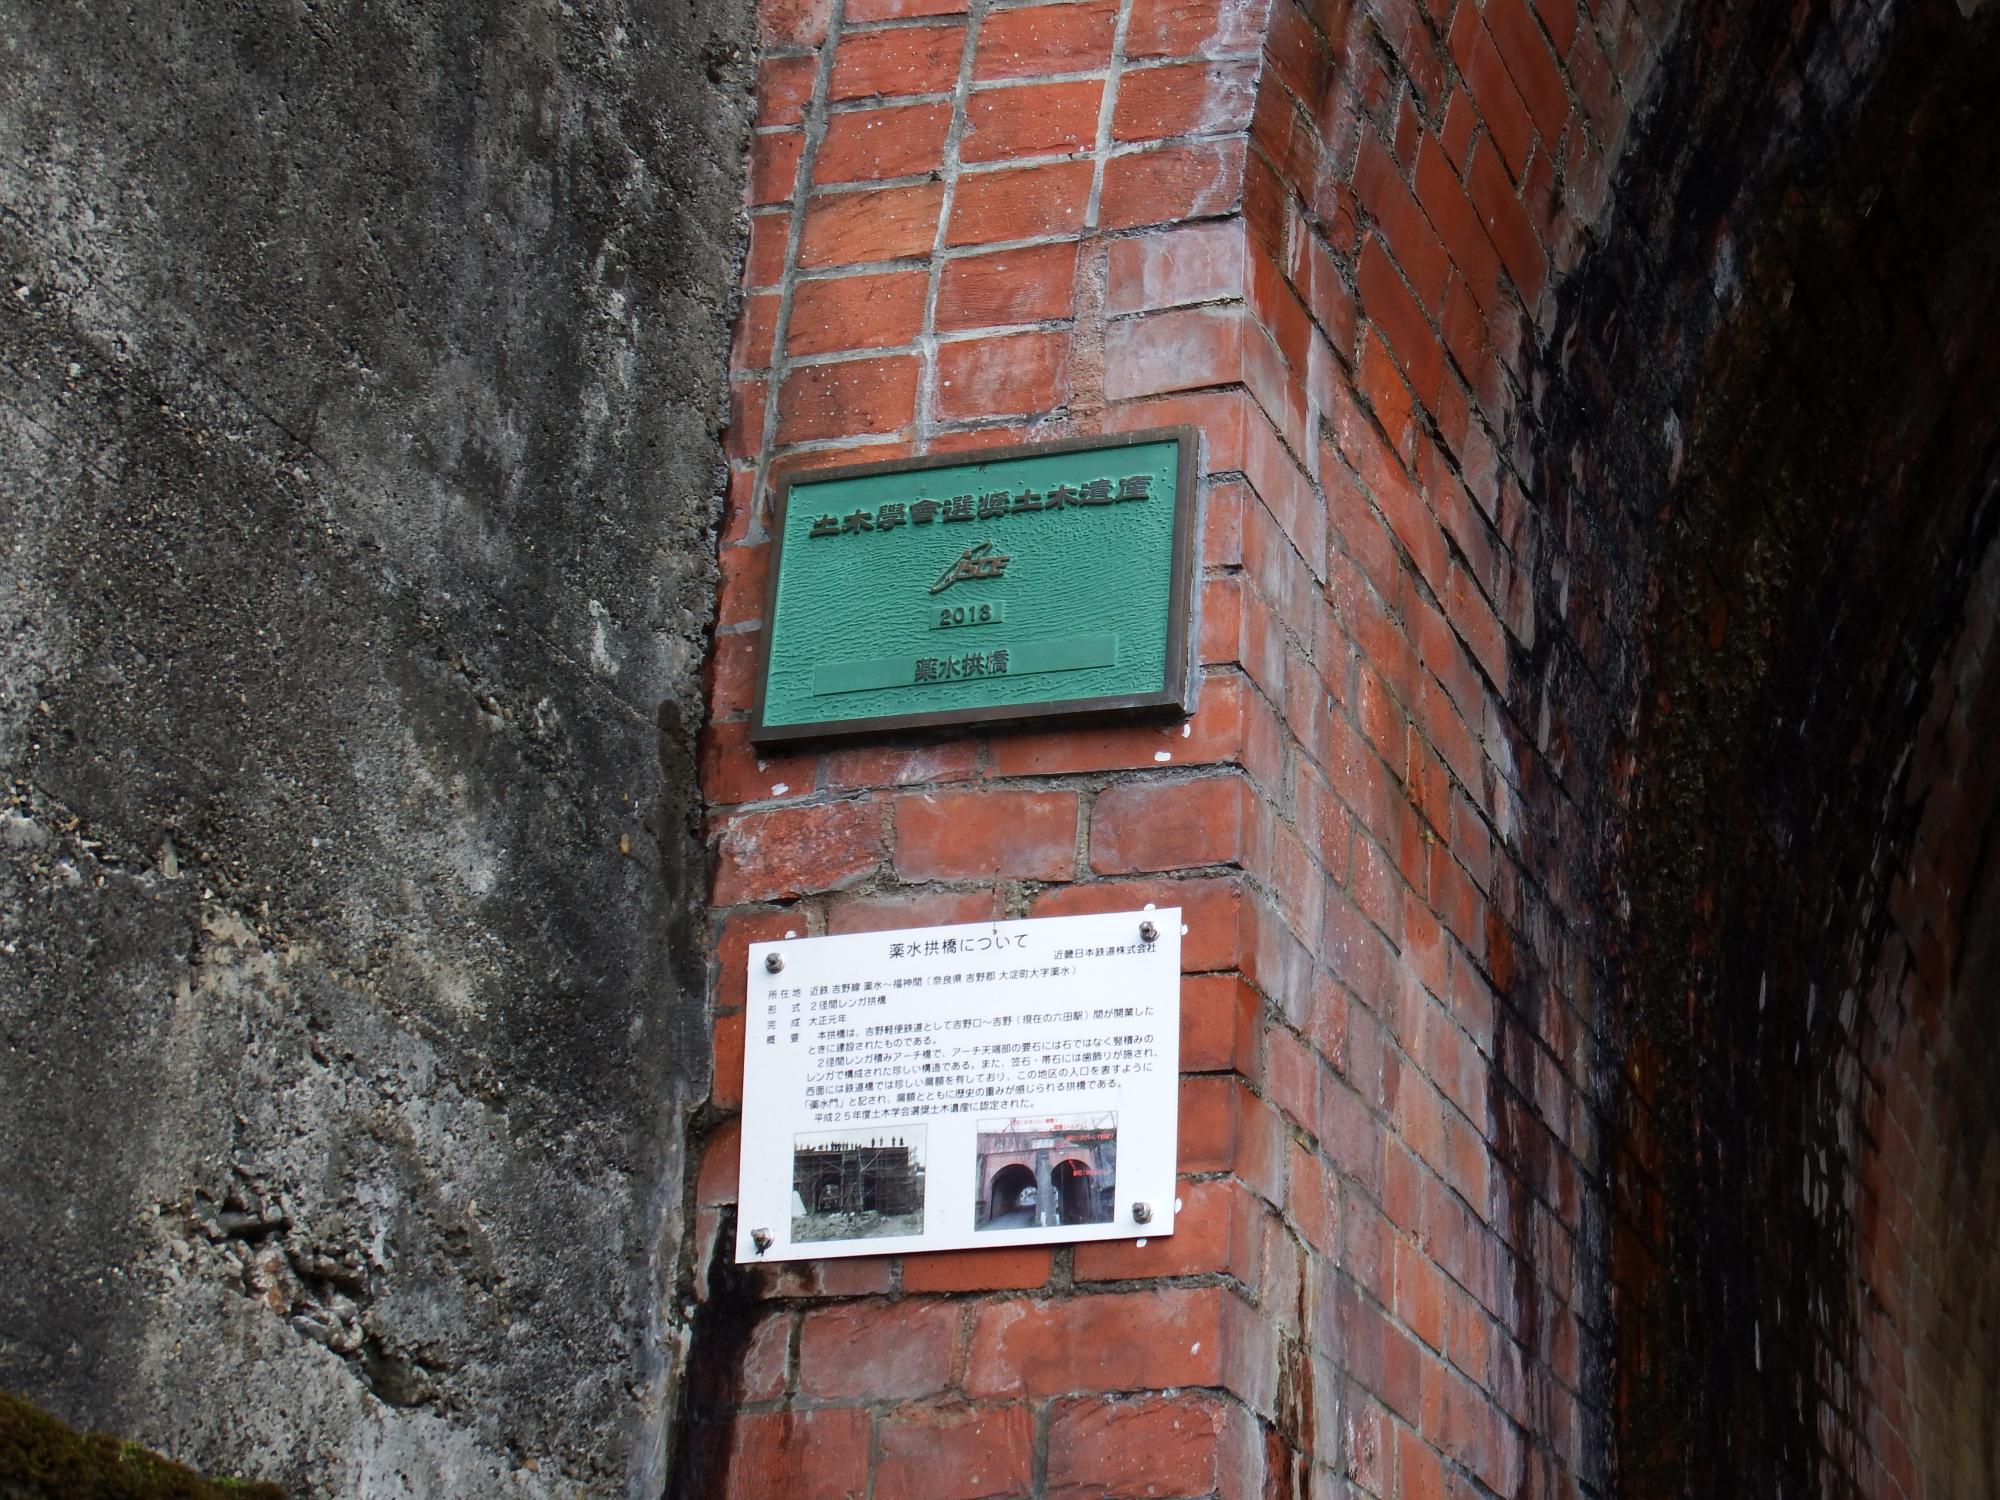 土木學會選奨土木遺産
JSCE
2013
薬水拱橋
薬水拱橋について
近畿日本鉄道株式会社
所在地 近鉄 吉野線 薬水～福神間（奈良県 吉野郡 大淀町大字薬水）
形式 2径間レンガ拱橋
完成 大正元年
概要 本拱橋は、吉野軽便鉄道として吉野口～吉野（現在の六田駅）間が開業した
ときに建設されたものである。
2径間レンガ積みアーチ橋で、アーチ天端部の要石には石ではなく竪積みの
レンガで構成された珍しい構造である。また、笠石・帯石には歯飾りが施され、
西面には鉄道橋では珍しい扁額を有しており、この地区の入口を表すように
「薬水門」と記され、扁額とともに歴史の重みが感じられる拱橋である。
平成25年度土木学会選奨土木遺産に認定された。